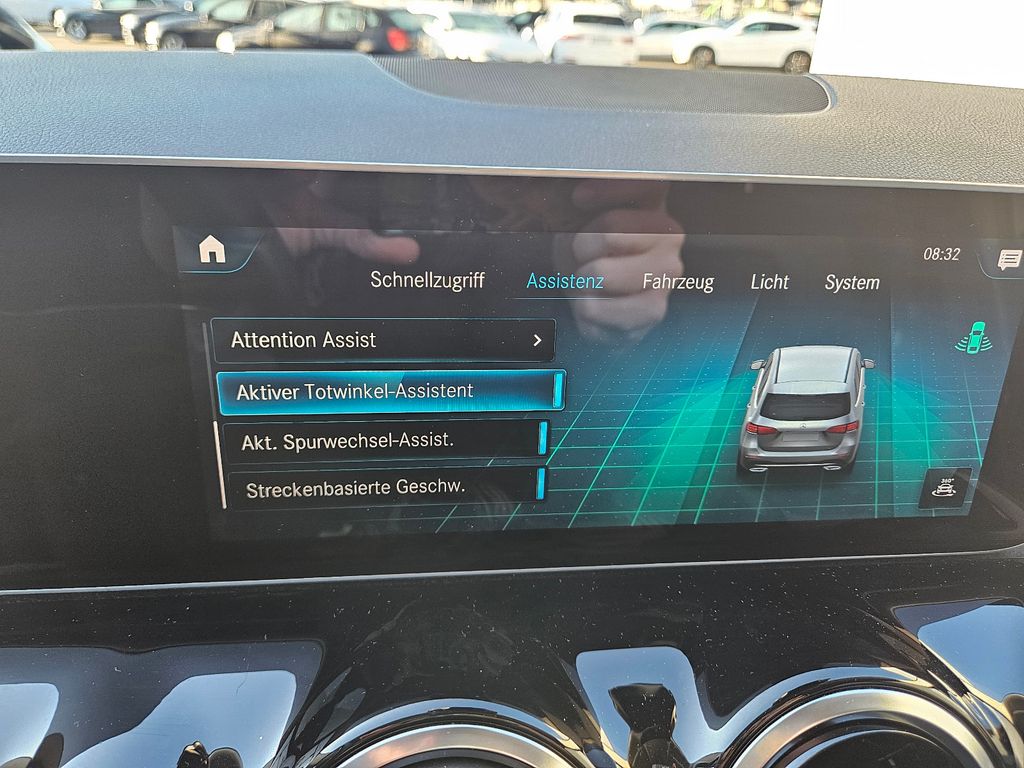 08:32
Schnellzugriff Assistenz Fahrzeug Licht System
Attention Assist
Aktiver Totwinkel-Assistent
Akt. Spurwechsel-Assist.
Streckenbasierte Geschw.
360°